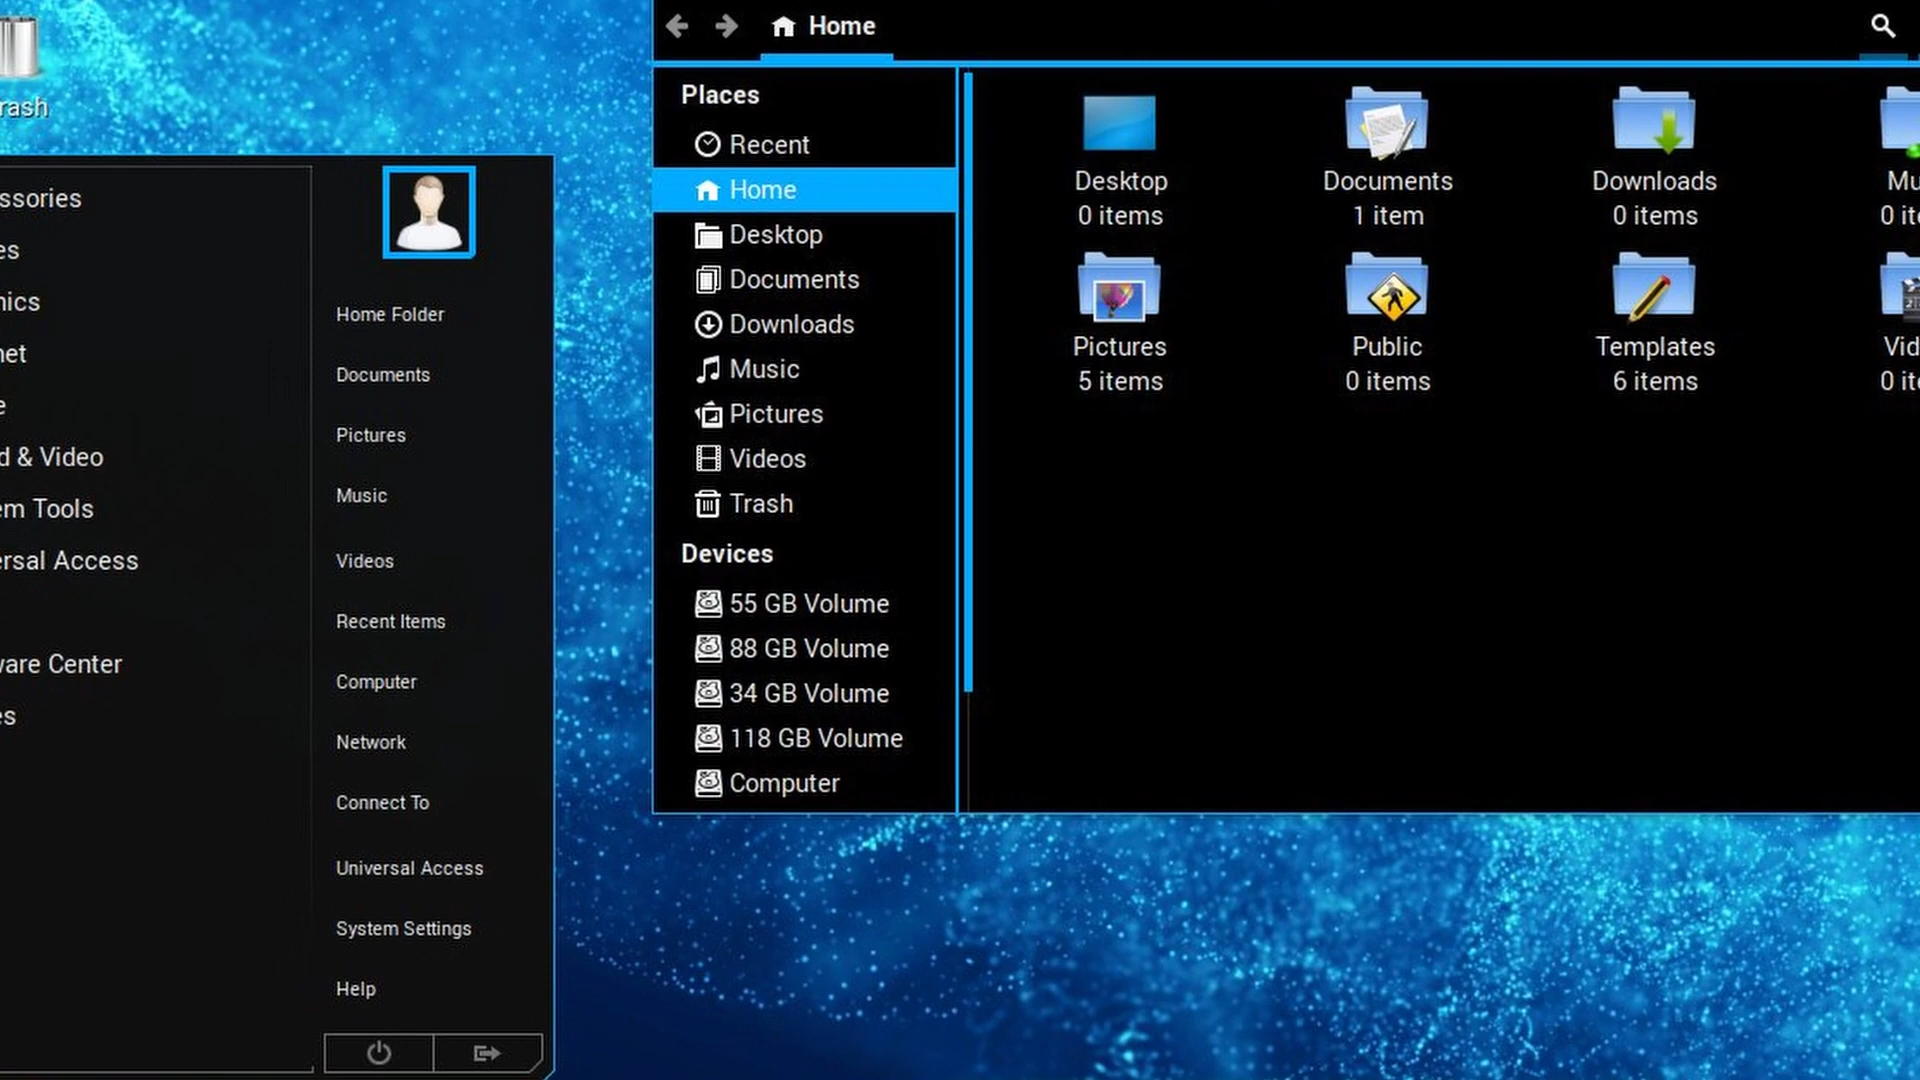 rash
ssories
es
nics
net
e
d & Video
em Tools
ersal Access
ware Center
es
Home Folder
Documents
Pictures
Music
Videos
Recent Items
Computer
Network
Connect To
Universal Access
System Settings
Help
Home
Places
Recent
Home
Desktop
Documents
Downloads
Music
Pictures
Videos
Trash
Devices
55 GB Volume
88 GB Volume
34 GB Volume
118 GB Volume
Computer
Desktop
0 items
Documents
1 item
Downloads
0 items
Mu
0 ite
Pictures
5 items
Public
0 items
Templates
6 items
Vid
0 ite